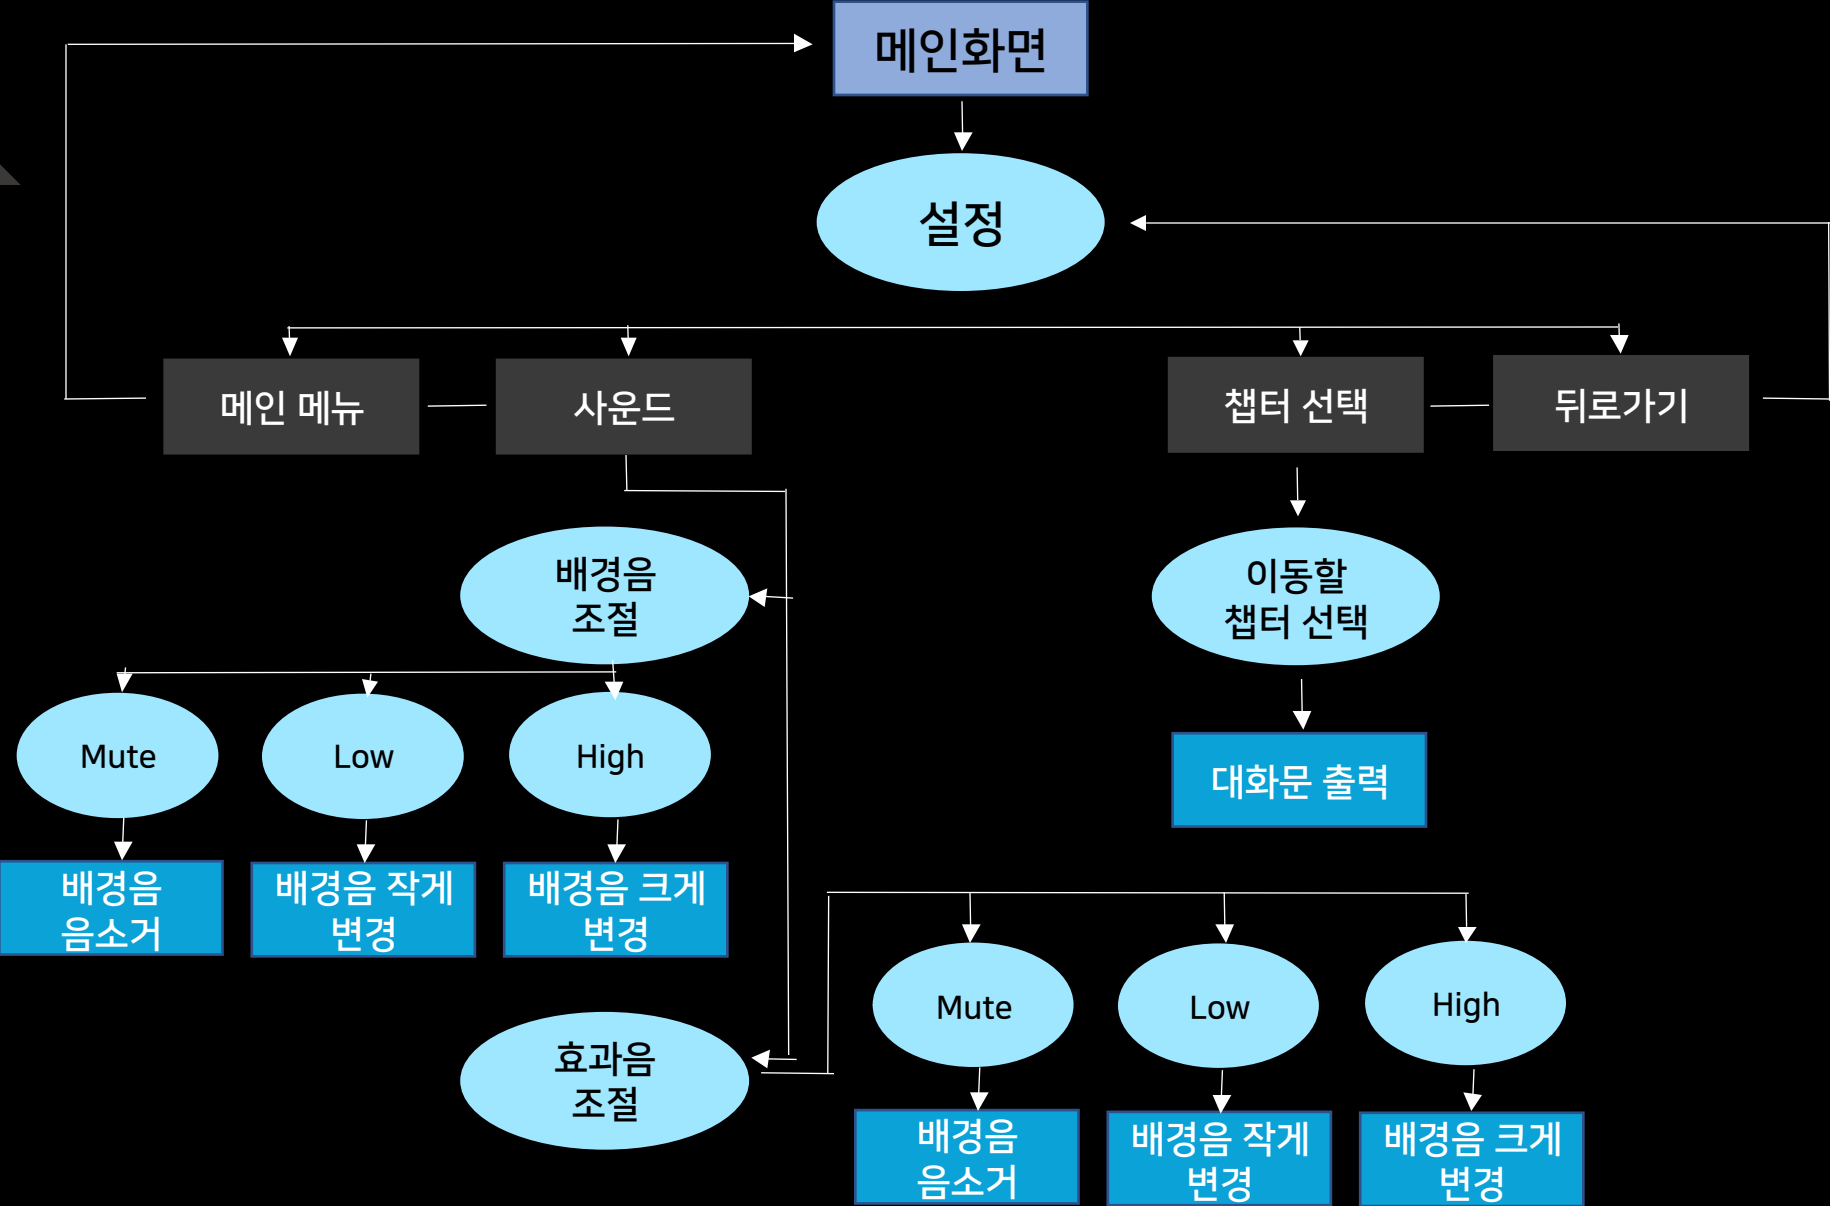 메인화면
설정
메인 메뉴
사운드
챕터 선택
뒤로가기
배경음
조절
이동할
챕터 선택
Mute
Low
High
대화문 출력
배경음
음소거
배경음 작게
변경
배경음 크게
변경
효과음
조절
Mute
Low
High
배경음
음소거
배경음 작게
변경
배경음 크게
변경